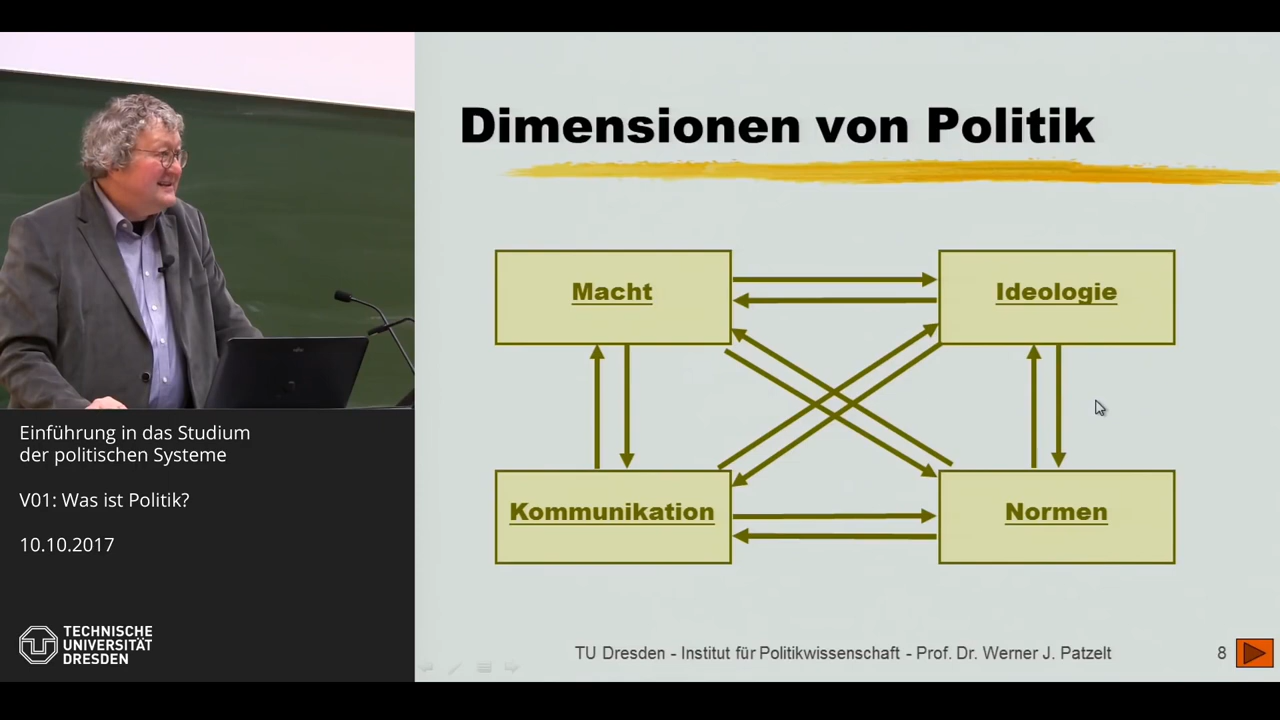 Dimensionen von Politik
Macht
Ideologie
Kommunikation
Normen
TU Dresden - Institut für Politikwissenschaft - Prof. Dr. Werner J. Patzelt
8
Einführung in das Studium
der politischen Systeme
V01: Was ist Politik?
10.10.2017
TECHNISCHE
UNIVERSITÄT
DRESDEN